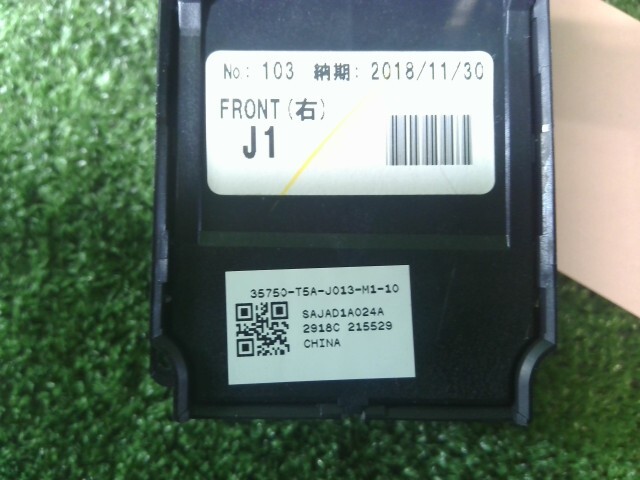 No: 103 納期: 2018/11/30
FRONT(右)
J1
35750-T5A-J013-M1-10
SAJAD1A024A
2918C 215529
CHINA